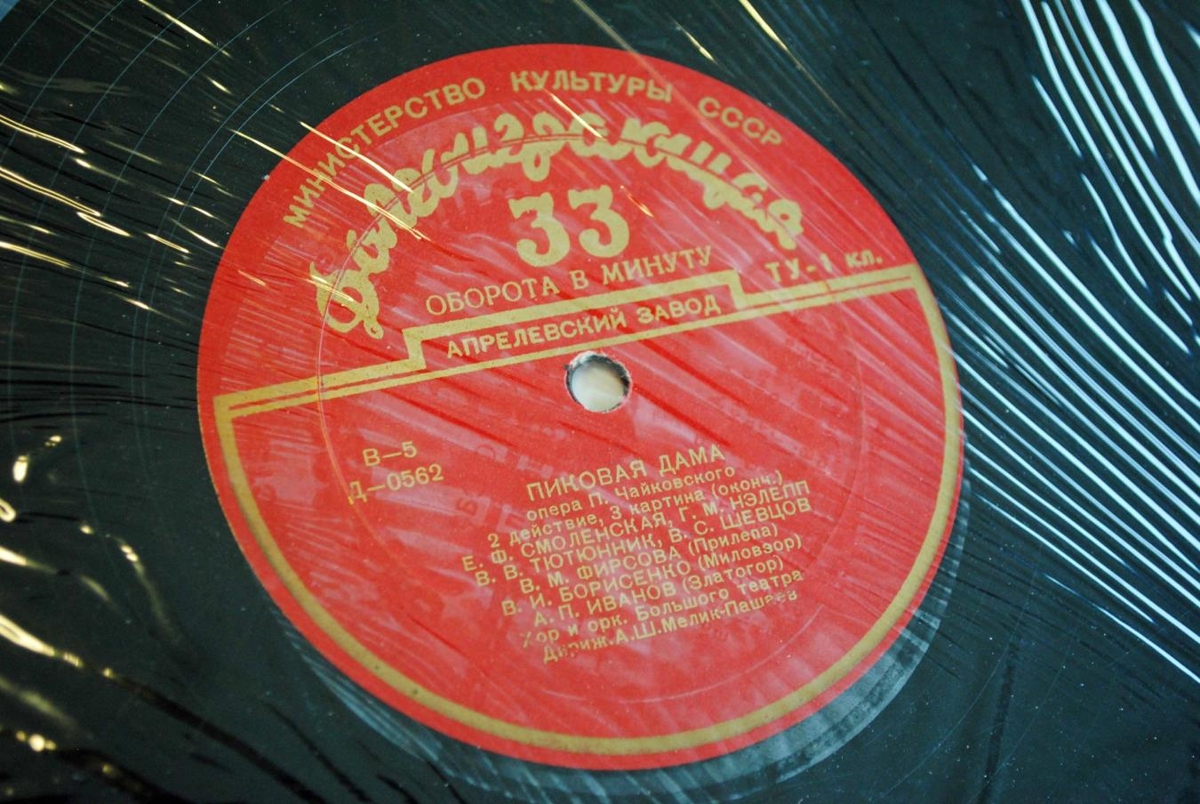 МИНИСТЕРСТВО КУЛЬТУРЫ СССР
Долгоиграющая
33
ОБОРОТА В МИНУТУ
ТУ-1 КЛ.
АПРЕЛЕВСКИЙ ЗАВОД
В—5
Д—0562
ПИКОВАЯ ДАМА
опера П. Чайковского
2 действие, 3 картина (оконч.)
Е. Ф. СМОЛЕНСКАЯ, Г. М. НЭЛЕПП
В. В. ТЮТЮННИК, В. С. ШЕВЦОВ
В. М. ФИРСОВА (Прилепа)
В. И. БОРИСЕНКО (Миловзор)
А. П. ИВАНОВ (Златогор)
Хор и орк. Большого театра
Дириж. А.Ш.Мелик-Пашаев